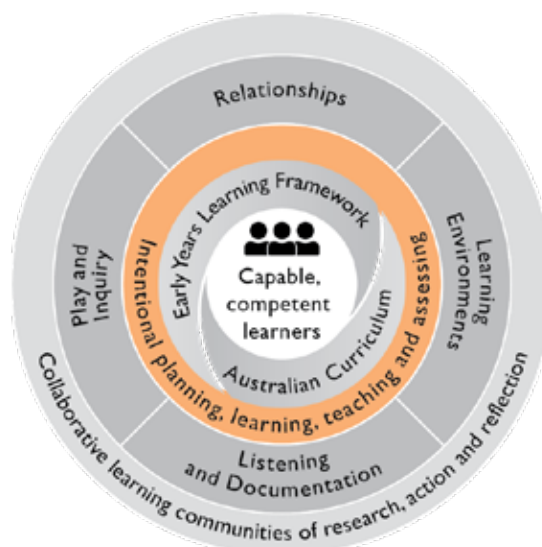 Relationships
Play and
Inquiry
Learning
Environments
Listening
and Documentation
Intentional planning, learning, teaching and assessing
Early Years Learning Framework
Australian Curriculum
Capable,
competent
learners
Collaborative learning communities of research, action and reflection